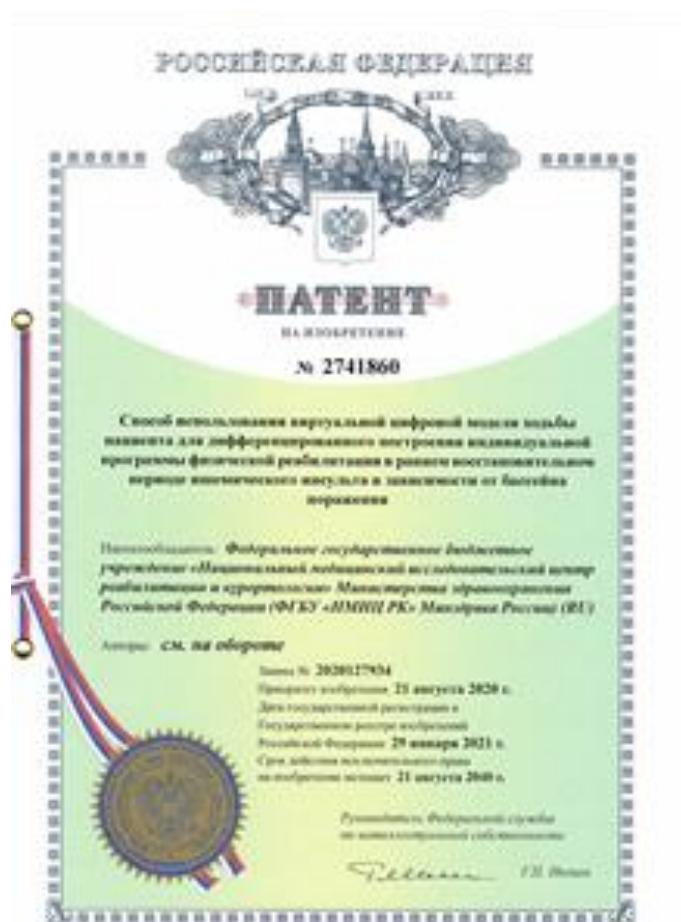 РОССИЙСКАЯ ФЕДЕРАЦИЯ
ПАТЕНТ
НА ИЗОБРЕТЕНИЕ
№ 2741860
Способ использования виртуальной цифровой модели ходьбы
пациента для дифференцированного построения индивидуальной
программы физической реабилитации в раннем восстановительном
периоде ишемического инсульта в зависимости от бассейна
поражения
Патентообладатель: Федеральное государственное бюджетное
учреждение «Национальный медицинский исследовательский центр
реабилитации и курортологии» Министерства здравоохранения
Российской Федерации (ФГБУ «НМИЦ РК» Минздрава России) (RU)
Авторы: см. на обороте
Заявка № 2020127934
Приоритет изобретения 21 августа 2020 г.
Дата государственной регистрации в
Государственном реестре изобретений
Российской Федерации 29 января 2021 г.
Срок действия исключительного права
на изобретение истекает 21 августа 2040 г.
Руководитель Федеральной службы
по интеллектуальной собственности
Г.П. Ивлиев